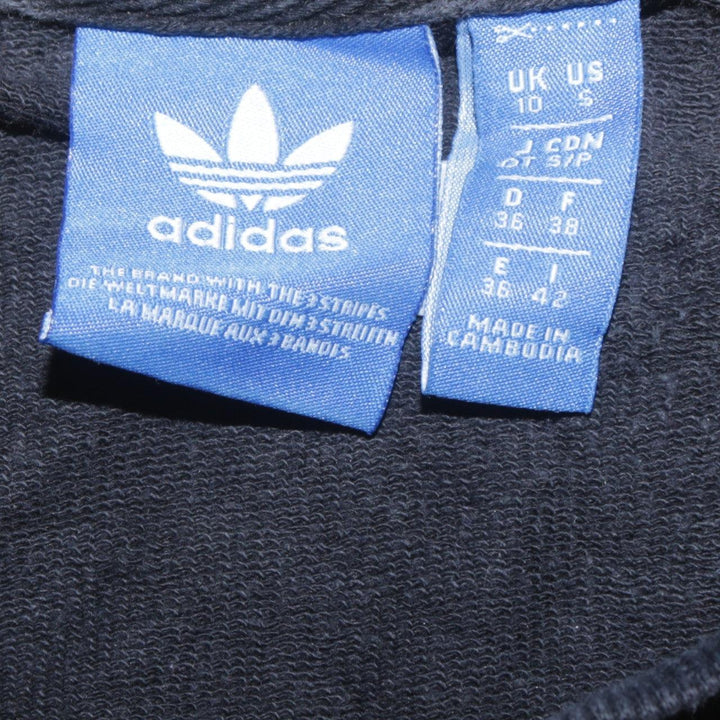 adidas
THE BRAND WITH THE 3 STRIPES
DIE WELTMARKE MIT DEN 3 STREIFEN
LA MARQUE AUX 3 BANDES
UK US
10 S
J CDN
OT S/P
D F
36 38
E I
36 42
MADE IN
CAMBODIA